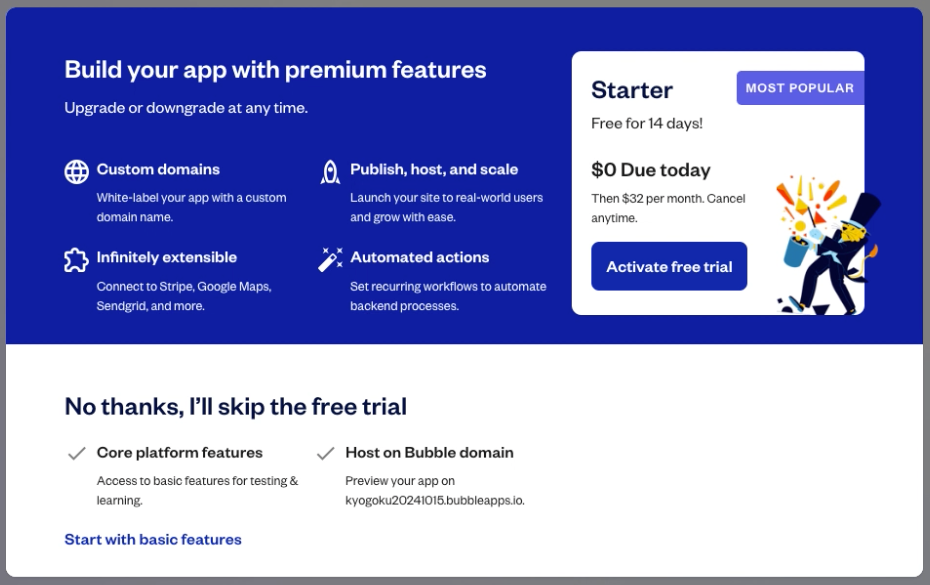 Build your app with premium features
Upgrade or downgrade at any time.
Custom domains
White-label your app with a custom
domain name.
Publish, host, and scale
Launch your site to real-world users
and grow with ease.
Infinitely extensible
Connect to Stripe, Google Maps,
Sendgrid, and more.
Automated actions
Set recurring workflows to automate
backend processes.
Starter
MOST POPULAR
Free for 14 days!
$0 Due today
Then $32 per month. Cancel
anytime.
Activate free trial
No thanks, I’ll skip the free trial
Core platform features
Access to basic features for testing &
learning.
Host on Bubble domain
Preview your app on
kyogoku20241015.bubbleapps.io.
Start with basic features